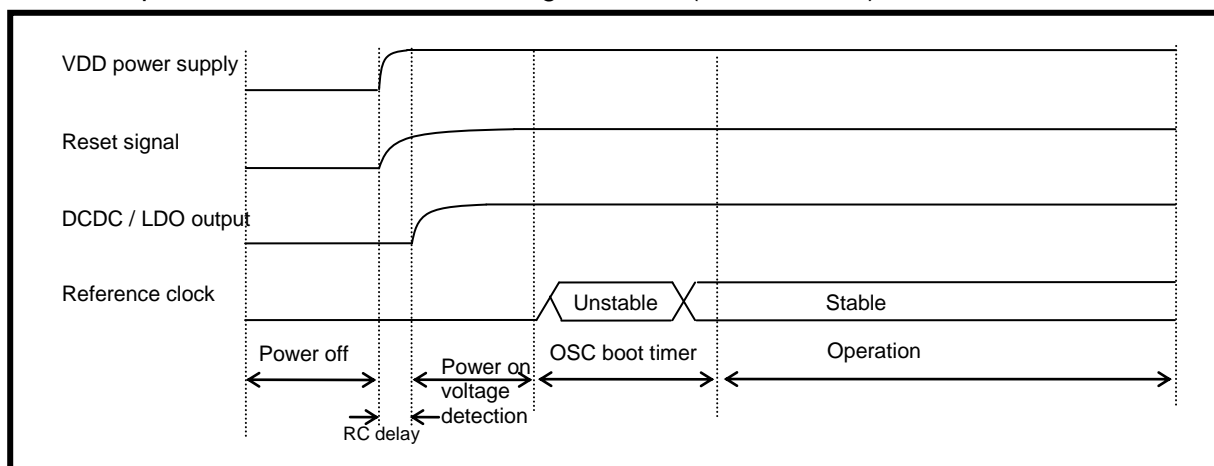 VDD power supply
Reset signal
DCDC / LDO output
Reference clock
Unstable
Stable
Power off
Power on
voltage
detection
OSC boot timer
Operation
RC delay